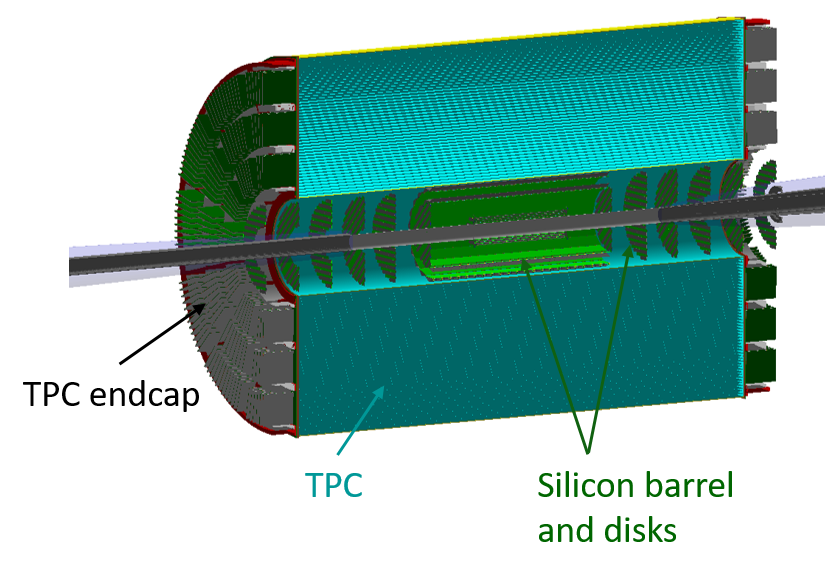 TPC endcap
TPC
Silicon barrel
and disks